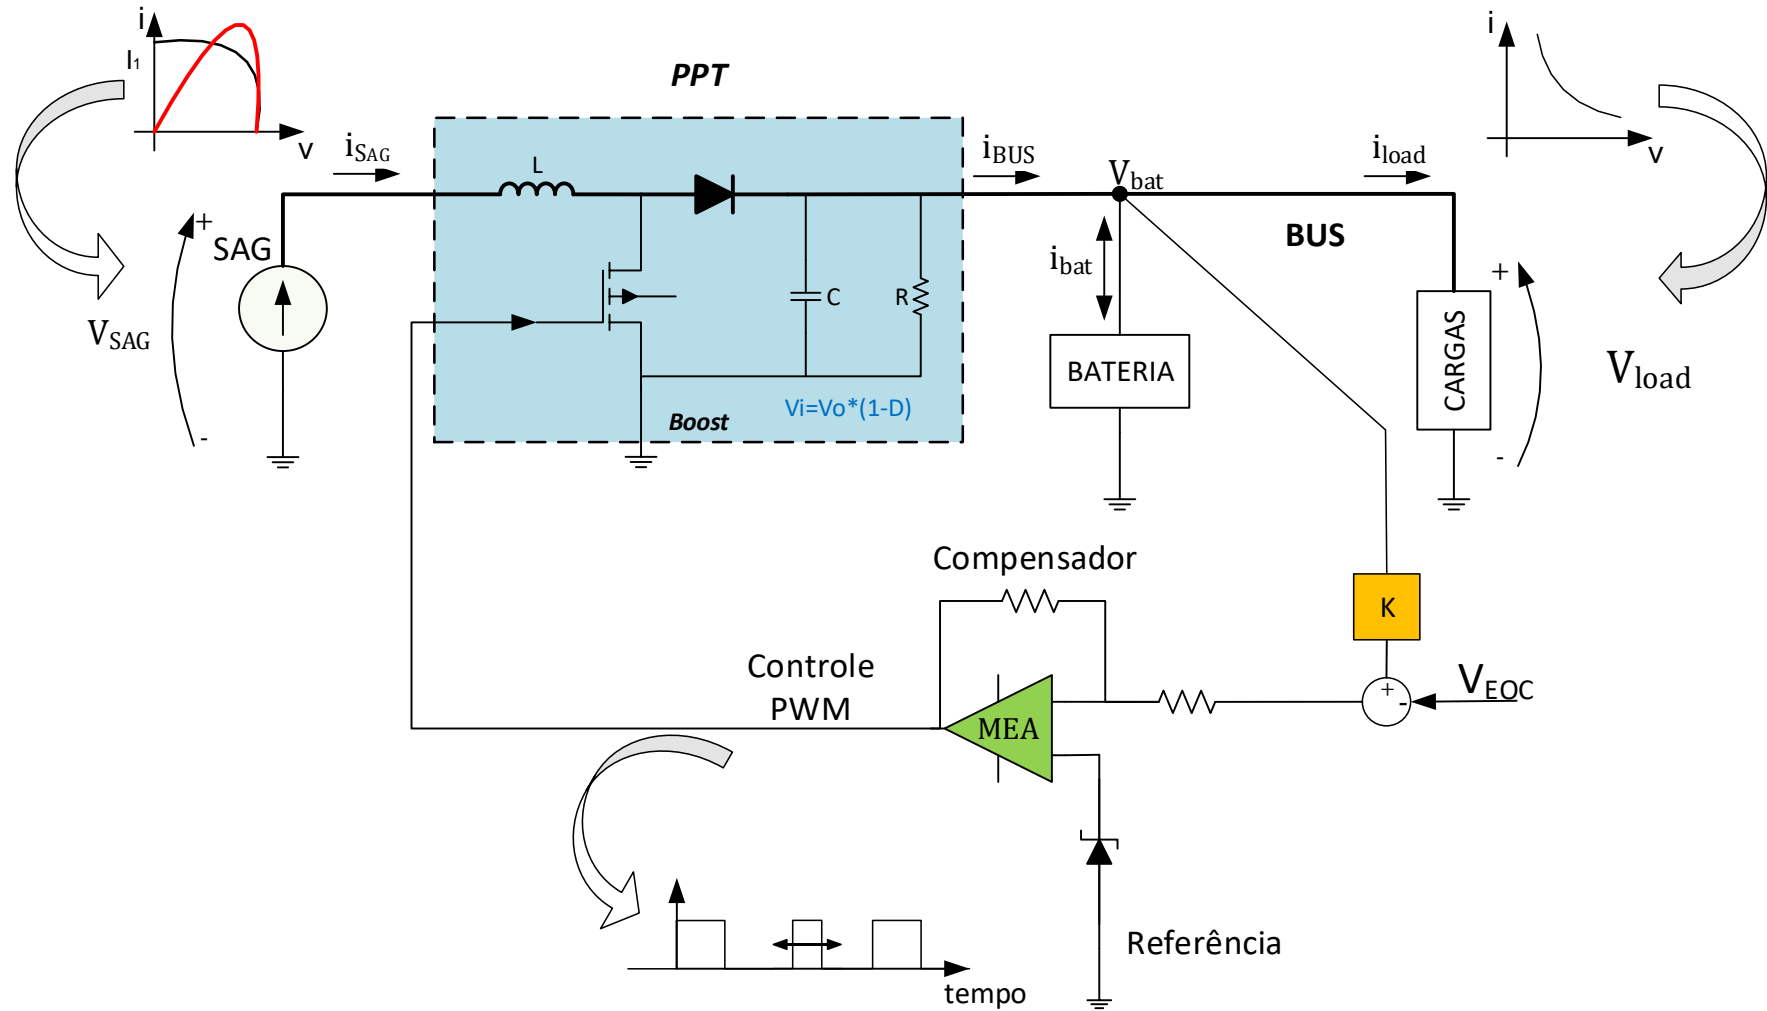 i
I1
v
PPT
iSAG
iBUS
Vbat
iload
i
v
L
+
SAG
VSAG
-
C
R
Vi=Vo*(1-D)
Boost
ibat
BUS
BATERIA
CARGAS
+
-
Vload
Compensador
K
Controle
PWM
MEA
+
-
VEOC
Referência
tempo